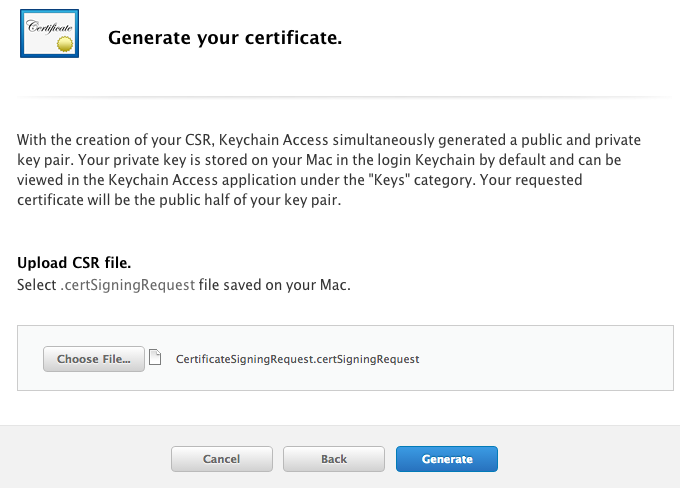 Certificate
Generate your certificate.
With the creation of your CSR, Keychain Access simultaneously generated a public and private
key pair. Your private key is stored on your Mac in the login Keychain by default and can be
viewed in the Keychain Access application under the "Keys" category. Your requested
certificate will be the public half of your key pair.
Upload CSR file.
Select .certSigningRequest file saved on your Mac.
Choose File... CertificateSigningRequest.certSigningRequest
Cancel Back Generate